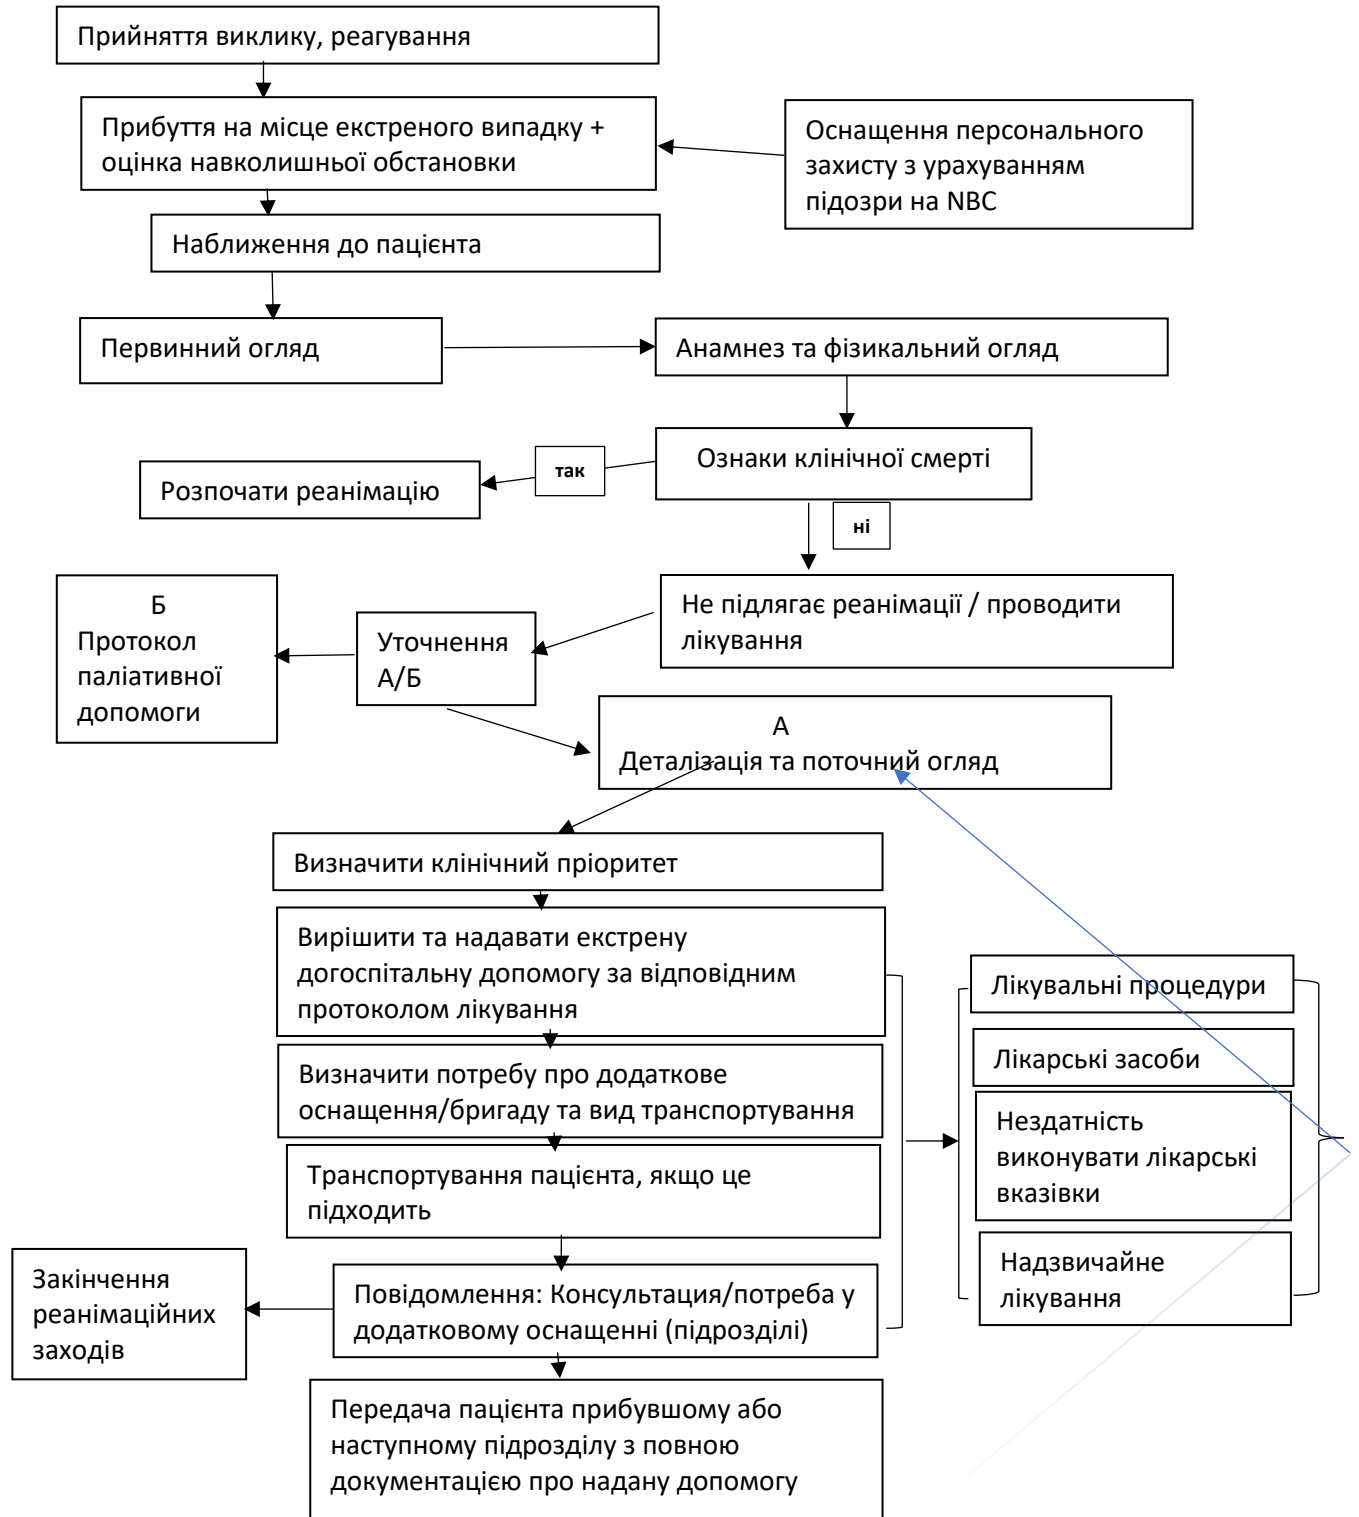 Прийняття виклику, реагування
Прибуття на місце екстреного випадку +
оцінка навколишньої обстановки
Оснащення персонального
захисту з урахуванням
підозри на NBC
Наближення до пацієнта
Первинний огляд
Анамнез та фізикальний огляд
Ознаки клінічної смерті
так
Розпочати реанімацію
ні
Не підлягає реанімації / проводити
лікування
Уточнення
А/Б
Б
Протокол
паліативної
допомоги
А
Деталізація та поточний огляд
Визначити клінічний пріоритет
Вирішити та надавати екстрену
догоспітальну допомогу за відповідним
протоколом лікування
Визначити потребу про додаткове
оснащення/бригаду та вид транспортування
Транспортування пацієнта, якщо це
підходить
Лікувальні процедури
Лікарські засоби
Нездатність
виконувати лікарські
вказівки
Надзвичайне
лікування
Повідомлення: Консультация/потреба у
додатковому оснащенні (підрозділі)
Закінчення
реанімаційних
заходів
Передача пацієнта прибувшому або
наступному підрозділу з повною
документацією про надану допомогу